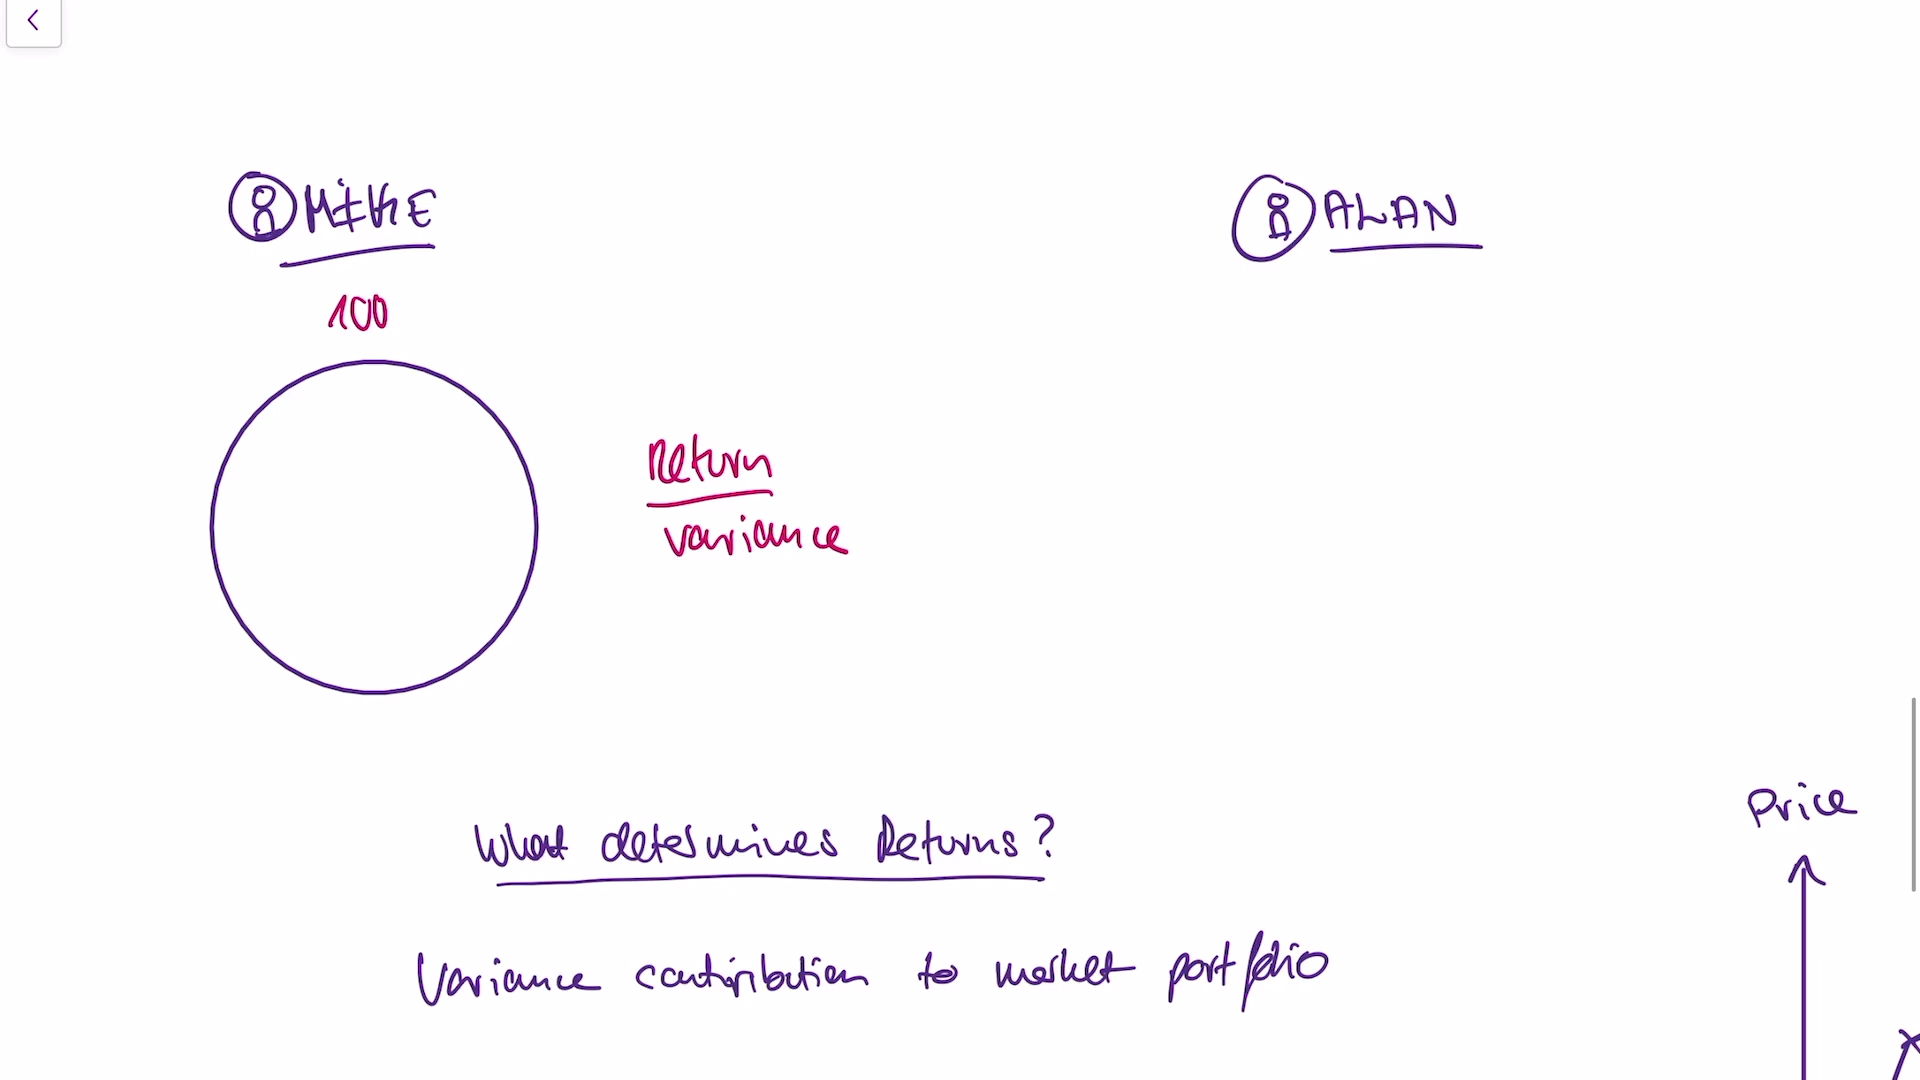 MIKE
ALAN
100
Return
variance
What determines Returns?
Price
Variance contribution to market portfolio